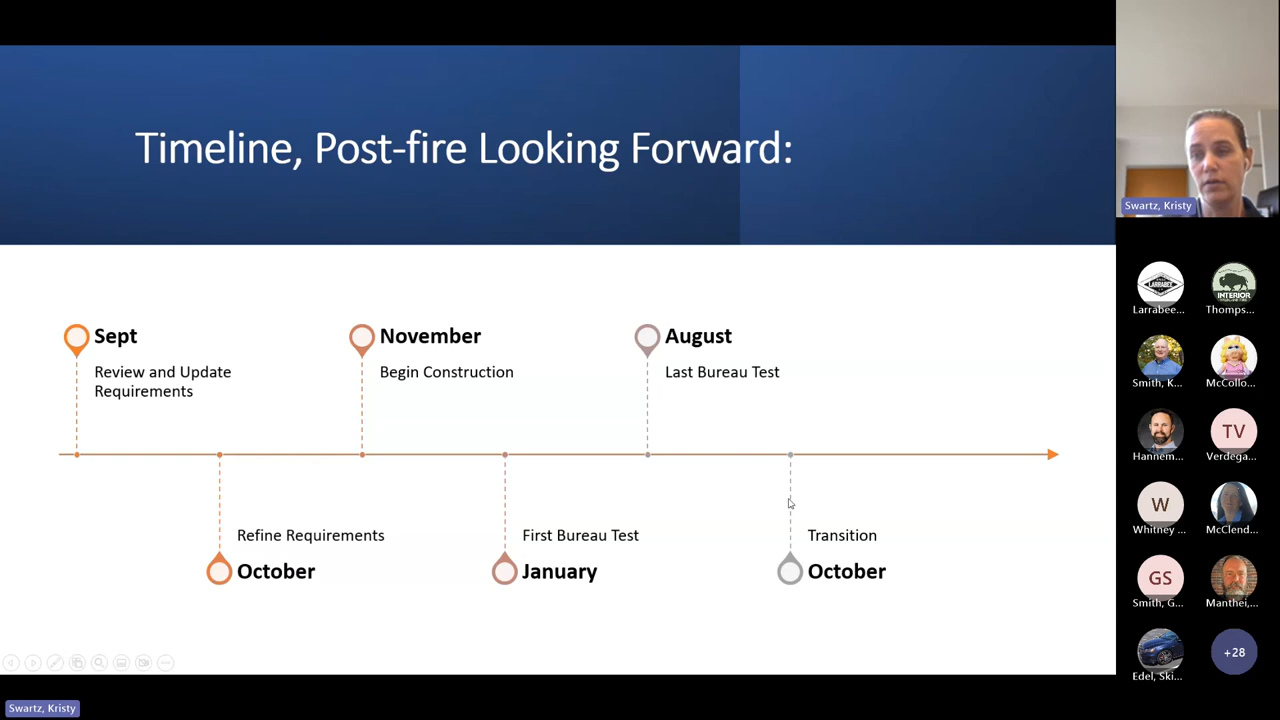 Timeline, Post-fire Looking Forward:
Sept
Review and Update
Requirements
November
Begin Construction
August
Last Bureau Test
Refine Requirements
October
First Bureau Test
January
Transition
October
Swartz, Kristy
LARRABEE
INTERIOR
Larrabee...
Thomps...
Smith, K...
McCollo...
TV
Hannem...
Verdega...
W
Whitney ...
McClend...
GS
Smith, G...
Manthei,...
+28
Edel, Ski...
Swartz, Kristy